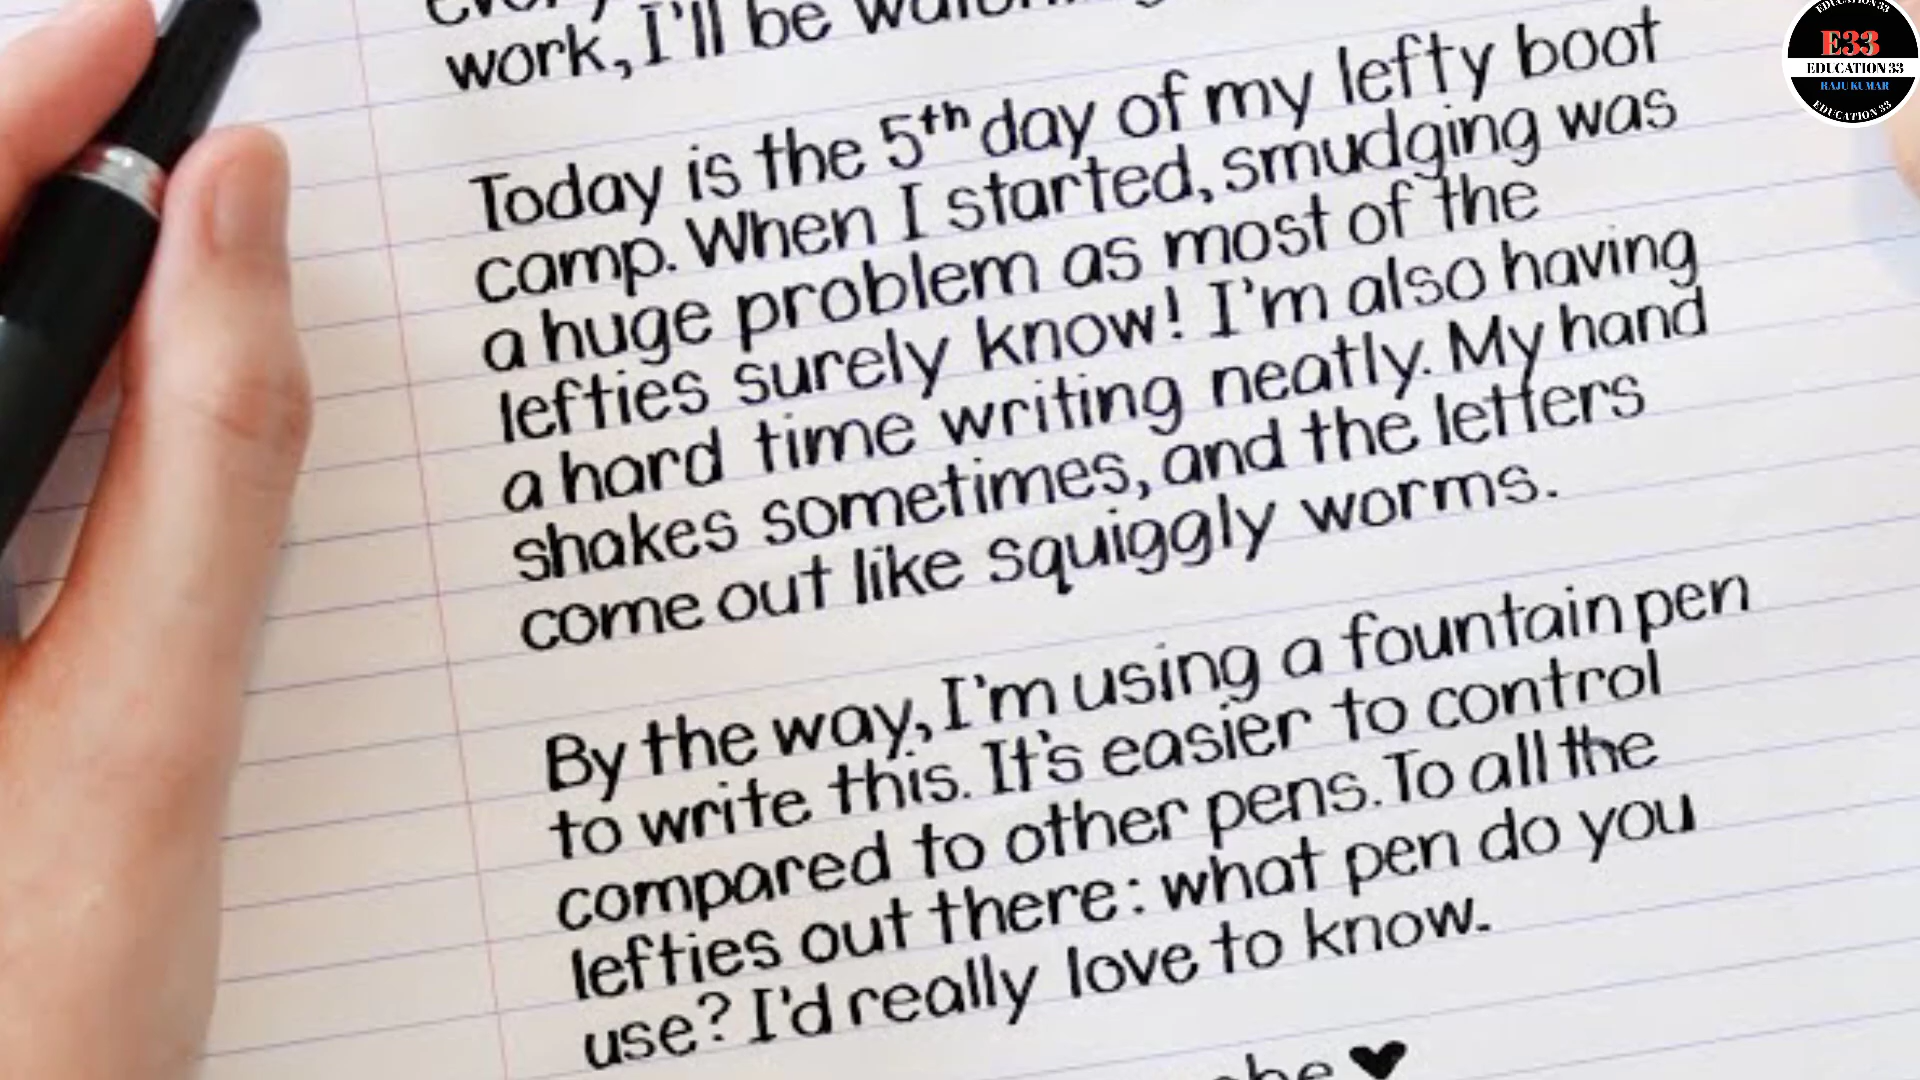 work, I'll be
Today is the 5th day of my lefty boot
camp. When I started, smudging was
a huge problem as most of the
lefties surely know! I'm also having
a hard time writing neatly. My hand
shakes sometimes, and the letters
come out like squiggly worms.
By the way, I'm using a fountain pen
to write this. It's easier to control
compared to other pens. To all the
lefties out there: what pen do you
use? I'd really love to know.
EDUCATION 33
E33
EDUCATION 33
RAJU KUMAR
EDUCATION 33